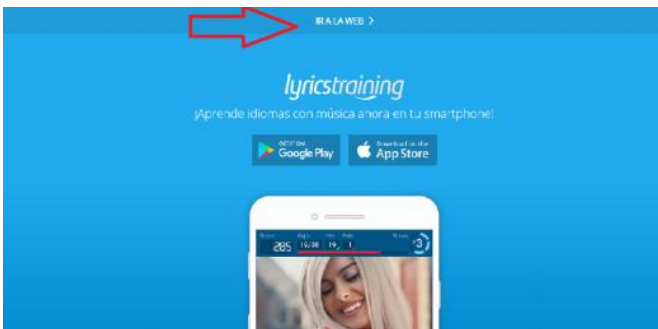 IR A LA WEB >
lyricstraining
¡Aprende idiomas con música ahora en tu smartphone!
GET IT ON
Google Play
Download on the
App Store
285 19/38 19, 1, 3